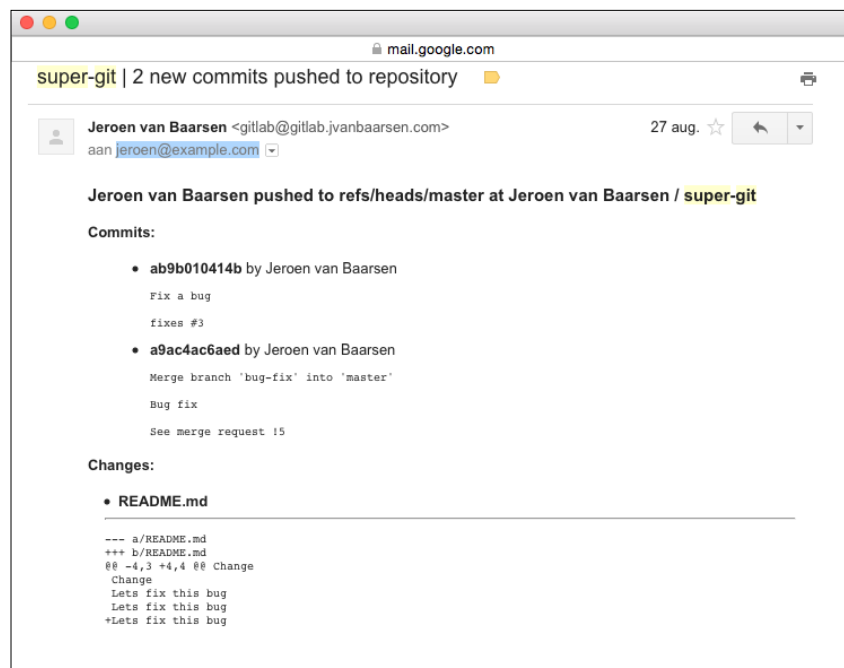 mail.google.com
super-git | 2 new commits pushed to repository
Jeroen van Baarsen <gitlab@gitlab.jvanbaarsen.com>
27 aug.
aan jeroen@example.com
Jeroen van Baarsen pushed to refs/heads/master at Jeroen van Baarsen / super-git
Commits:
• ab9b010414b by Jeroen van Baarsen
Fix a bug
fixes #3
• a9ac4ac6aed by Jeroen van Baarsen
Merge branch 'bug-fix' into 'master'
Bug fix
See merge request !5
Changes:
• README.md
--- a/README.md
+++ b/README.md
@@ -4,3 +4,4 @@ Change
 Change
 Lets fix this bug
 Lets fix this bug
+Lets fix this bug